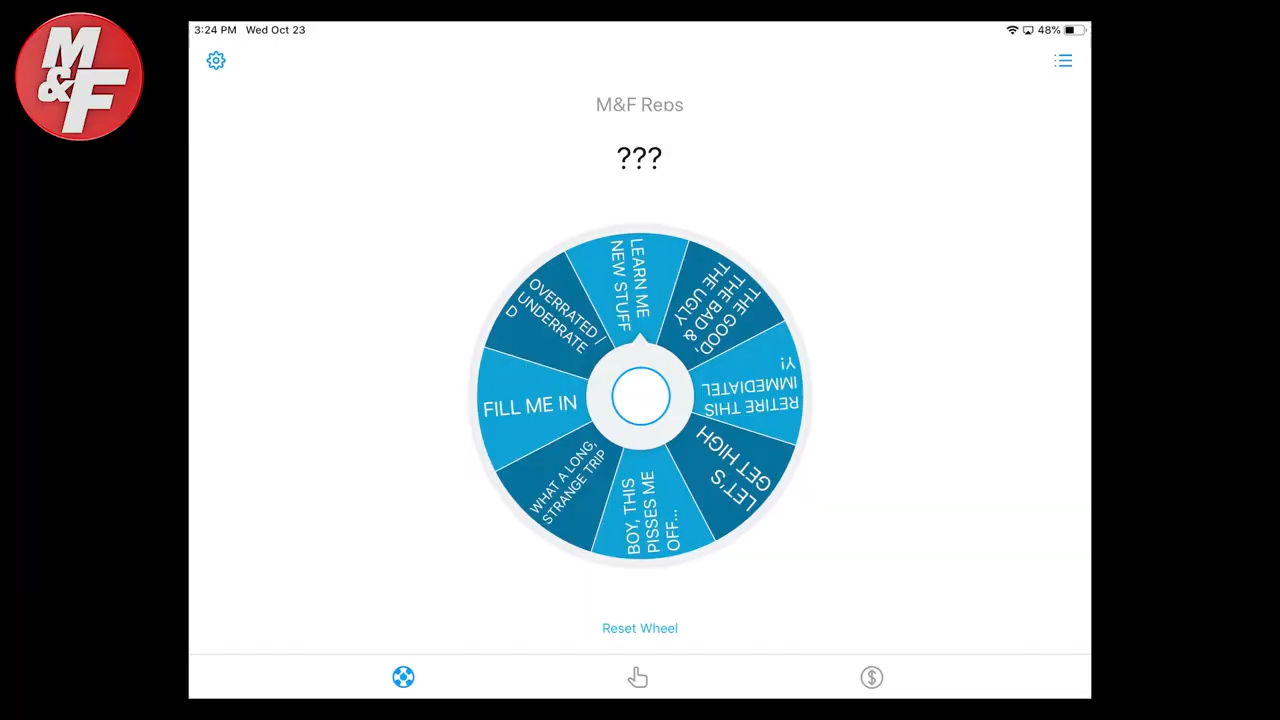 M
&F
3:24 PM Wed Oct 23
48%
M&F Reps
???
LEARN ME
NEW STUFF
THE GOOD,
THE BAD &
THE UGLY
RETIRE THIS
IMMEDIATEL
Y!
LET'S
GET HIGH
BOY, THIS
PISSES ME
OFF...
WHAT A LONG,
STRANGE TRIP
FILL ME IN
OVERRATED /
UNDERRATE
D
Reset Wheel
$